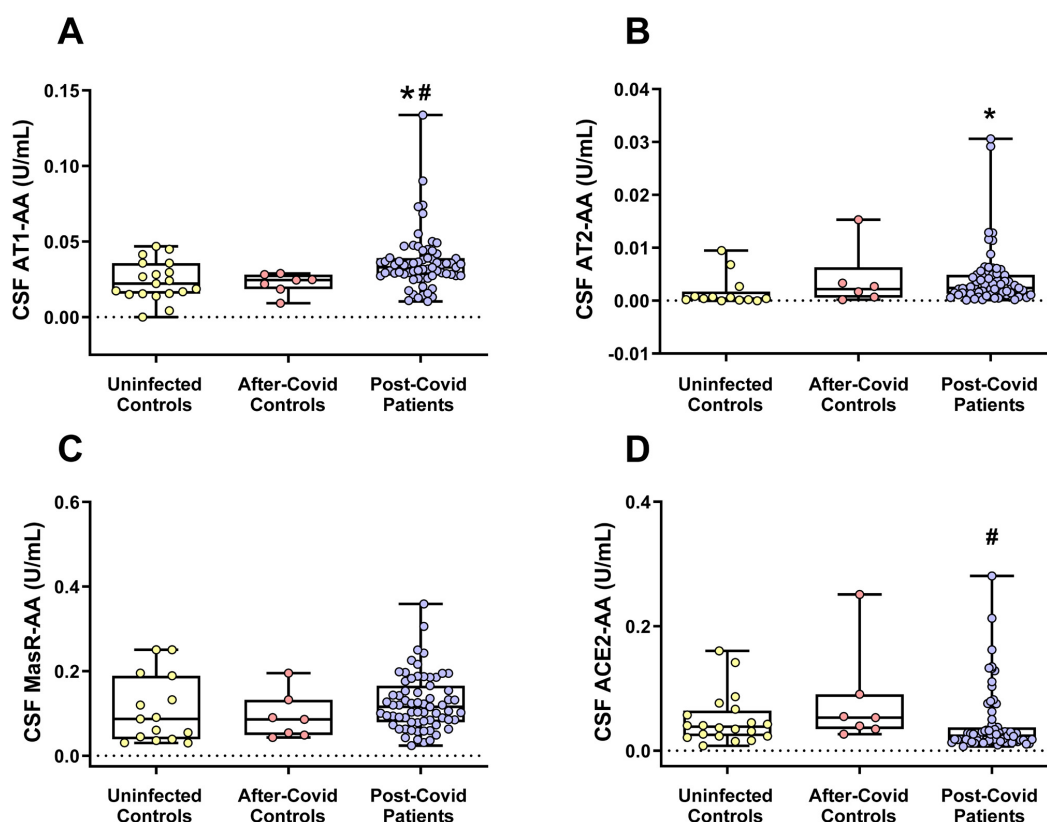 A
CSF AT1-AA (U/mL)
0.15
0.10
0.05
0.00
*#
Uninfected
Controls
After-Covid
Controls
Post-Covid
Patients
B
CSF AT2-AA (U/mL)
0.04
0.03
0.02
0.01
0.00
-0.01
*
Uninfected
Controls
After-Covid
Controls
Post-Covid
Patients
C
CSF MasR-AA (U/mL)
0.6
0.4
0.2
0.0
Uninfected
Controls
After-Covid
Controls
Post-Covid
Patients
D
CSF ACE2-AA (U/mL)
0.4
0.2
0.0
#
Uninfected
Controls
After-Covid
Controls
Post-Covid
Patients